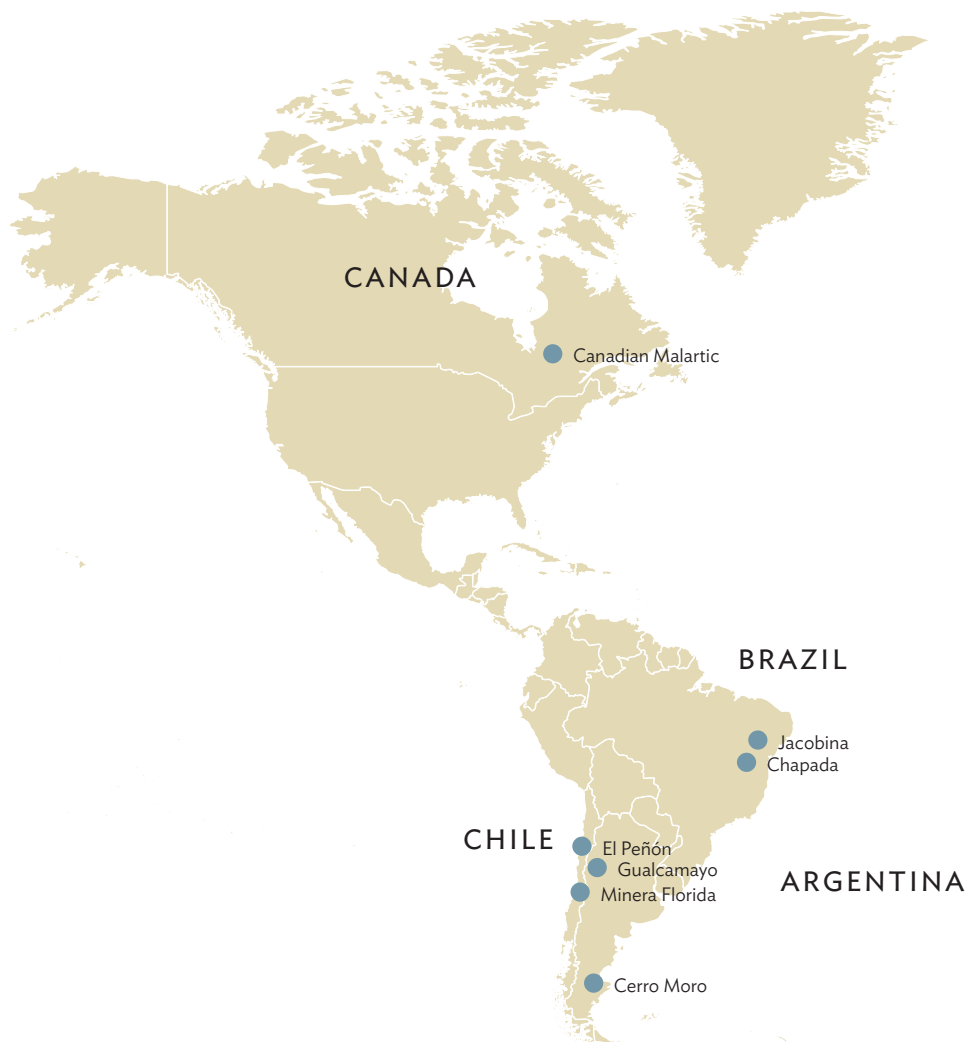 CANADA
Canadian Malartic
BRAZIL
Jacobina
Chapada
CHILE
El Peñón
Gualcamayo
ARGENTINA
Minera Florida
Cerro Moro